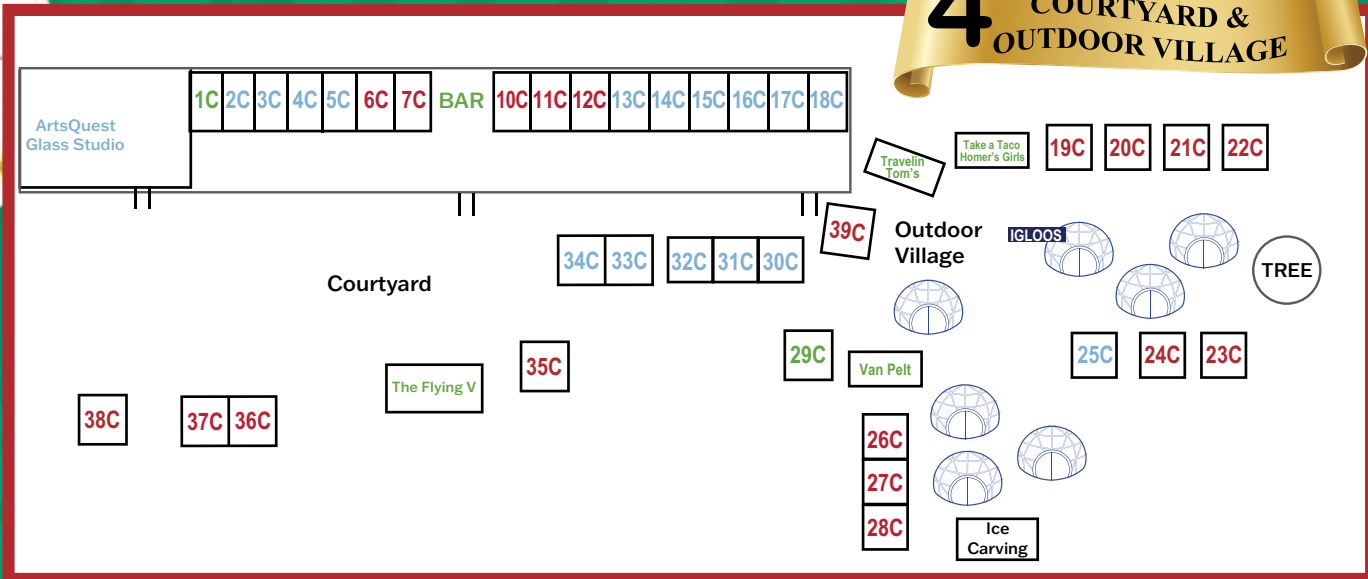 4
COURTYARD &
OUTDOOR VILLAGE
ArtsQuest
Glass Studio
1C 2C 3C 4C 5C 6C 7C BAR 10C 11C 12C 13C 14C 15C 16C 17C 18C
Travelin
Tom's
Take a Taco
Homer's Girls
19C 20C 21C 22C
39C
Outdoor
Village
IGLOOS
34C 33C 32C 31C 30C
TREE
Courtyard
29C
Van Pelt
25C 24C 23C
35C
The Flying V
38C 37C 36C
26C
27C
28C
Ice
Carving